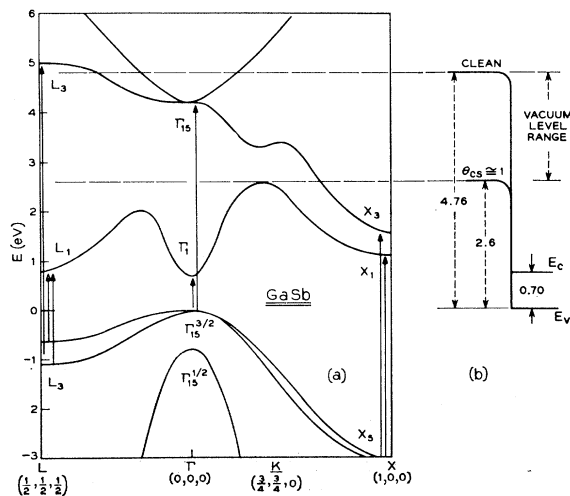 6
5
4
3
2
1
0
-1
-2
-3
E (eV)
L3
Γ15
L1
Γ1
X3
X1
GaSb
Γ15 3/2
L3
Γ15 1/2
(a)
X5
L
(1/2, 1/2, 1/2)
Γ
(0,0,0)
K
(3/4, 3/4, 0)
X
(1,0,0)
CLEAN
VACUUM
LEVEL
RANGE
θCS ≅ 1
4.76
2.6
EC
0.70
EV
(b)